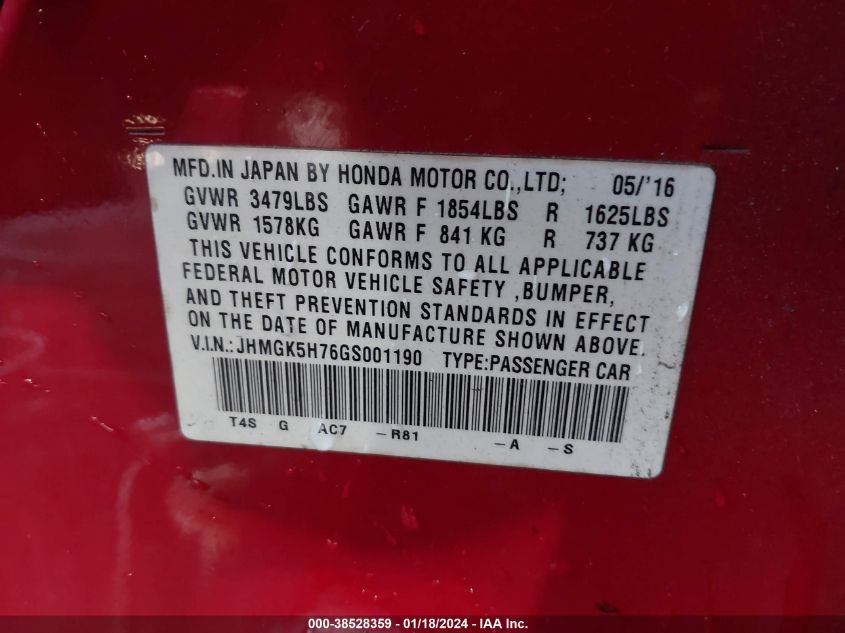 MFD.IN JAPAN BY HONDA MOTOR CO.,LTD; 05/'16
GVWR 3479LBS GAWR F 1854LBS R 1625LBS
GVWR 1578KG GAWR F 841 KG R 737 KG
THIS VEHICLE CONFORMS TO ALL APPLICABLE
FEDERAL MOTOR VEHICLE SAFETY ,BUMPER,
AND THEFT PREVENTION STANDARDS IN EFFECT
ON THE DATE OF MANUFACTURE SHOWN ABOVE.
V.I.N.:JHMGK5H76GS001190 TYPE:PASSENGER CAR
T4S G AC7 -R81 -A -S
000-38528359 - 01/18/2024 - IAA, Inc.